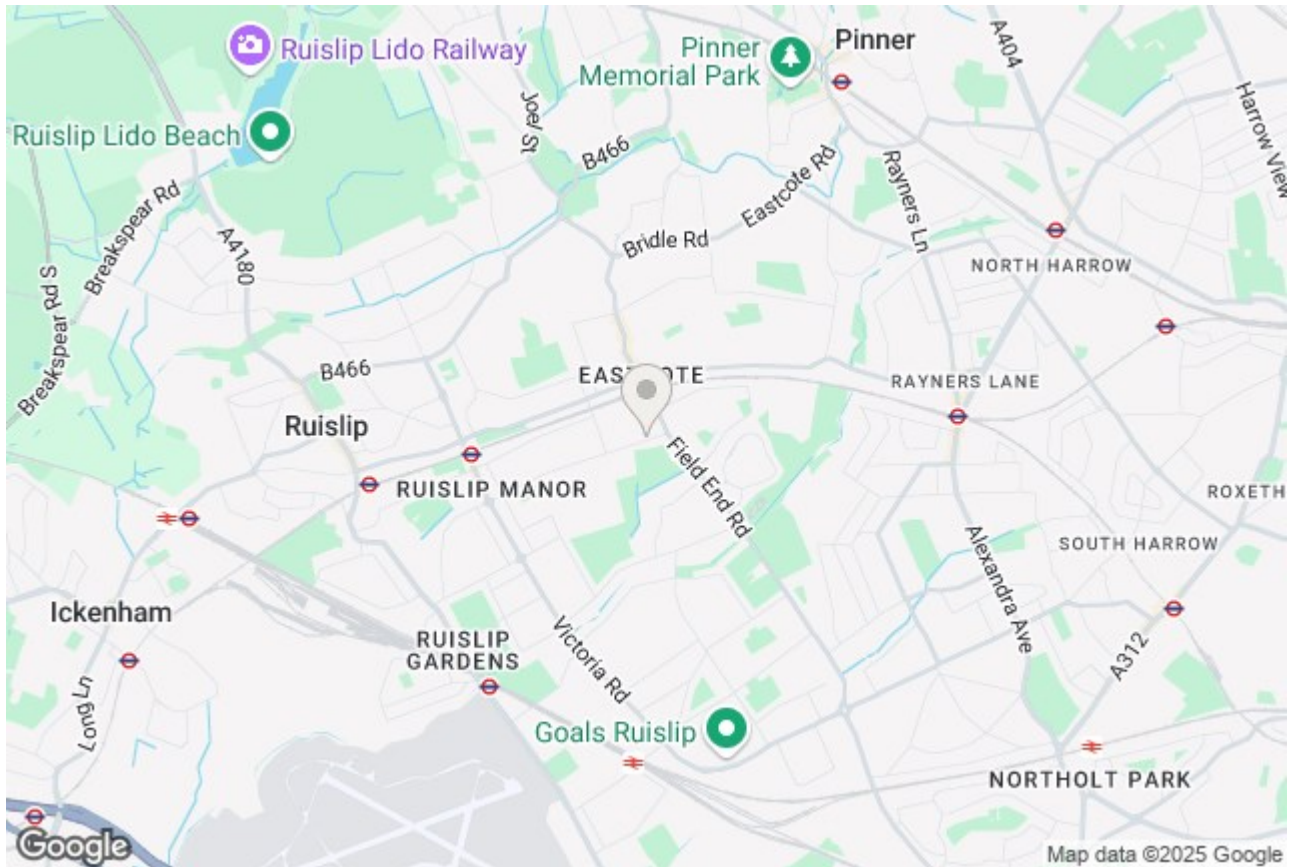 Ruislip Lido Railway
Pinner
Memorial Park
Pinner
A404
Harrow View
Ruislip Lido Beach
Joel St
B466
Eastcote Rd
Rayners Ln
Breakspear Rd
Bridle Rd
A4180
NORTH HARROW
Breakspear Rd S
B466
EASTCOTE
RAYNERS LANE
Ruislip
Field End Rd
RUISLIP MANOR
ROXETH
Alexandra Ave
SOUTH HARROW
Ickenham
RUISLIP
GARDENS
Victoria Rd
A312
Long Ln
Goals Ruislip
NORTHOLT PARK
Google
Map data ©2025 Google